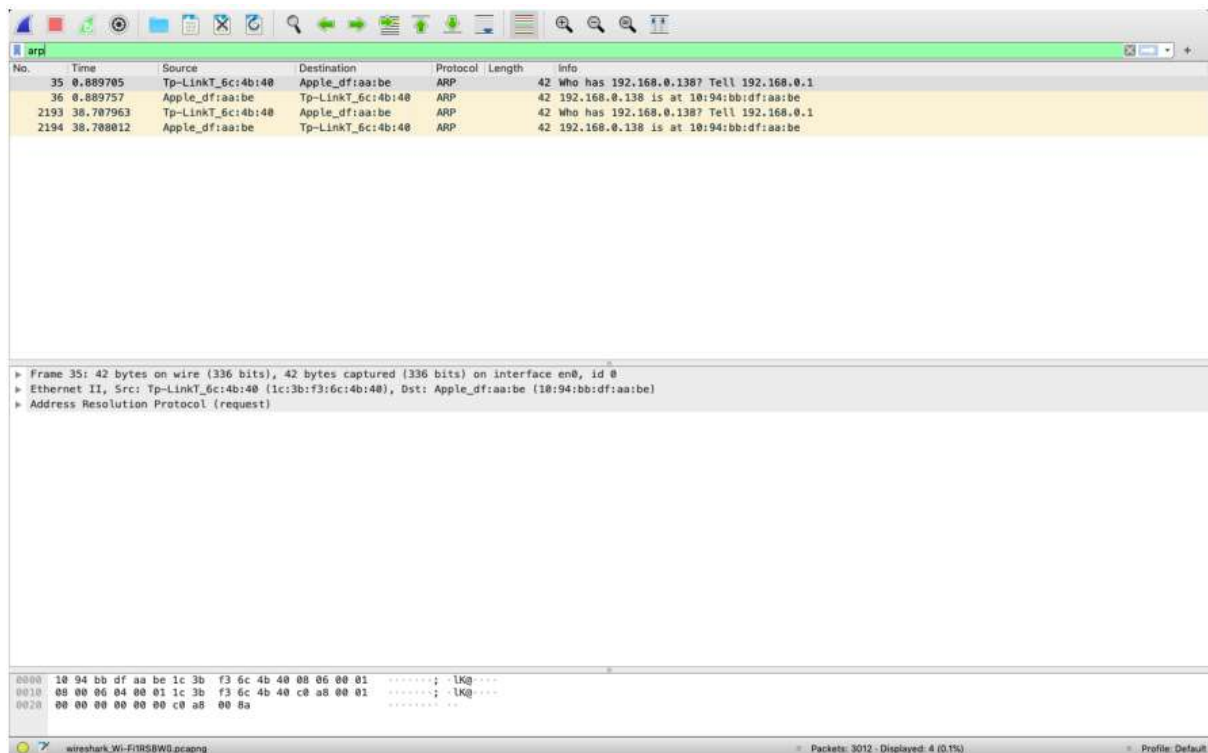 arp
No. Time Source Destination Protocol Length Info
35 0.889705 Tp-LinkT_6c:4b:40 Apple_df:aa:be ARP 42 Who has 192.168.0.138? Tell 192.168.0.1
36 0.889757 Apple_df:aa:be Tp-LinkT_6c:4b:40 ARP 42 192.168.0.138 is at 10:94:bb:df:aa:be
2193 38.707963 Tp-LinkT_6c:4b:40 Apple_df:aa:be ARP 42 Who has 192.168.0.138? Tell 192.168.0.1
2194 38.708012 Apple_df:aa:be Tp-LinkT_6c:4b:40 ARP 42 192.168.0.138 is at 10:94:bb:df:aa:be
Frame 35: 42 bytes on wire (336 bits), 42 bytes captured (336 bits) on interface en0, id 0
Ethernet II, Src: Tp-LinkT_6c:4b:40 (1c:3b:f3:6c:4b:40), Dst: Apple_df:aa:be (10:94:bb:df:aa:be)
Address Resolution Protocol (request)
0000 10 94 bb df aa be 1c 3b f3 6c 4b 40 08 06 00 01 ·······; ·lK@····
0010 08 00 06 04 00 01 1c 3b f3 6c 4b 40 c0 a8 00 01 ·······; ·lK@····
0020 00 00 00 00 00 00 c0 a8 00 8a ········ ··
wireshark_Wi-Fi1RSBW0.pcapng Packets: 3012 · Displayed: 4 (0.1%) Profile: Default